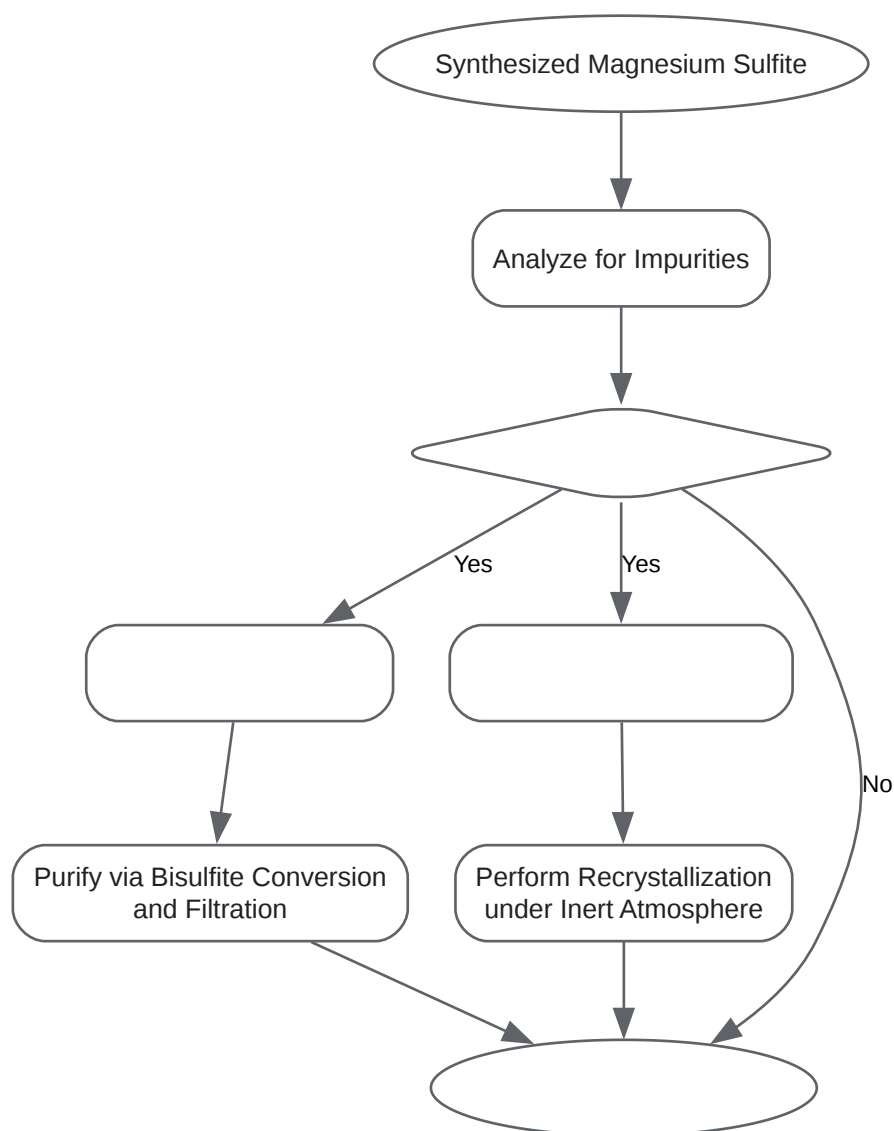 Synthesized Magnesium Sulfite
Analyze for Impurities
Yes
Yes
No
Purify via Bisulfite Conversion
and Filtration
Perform Recrystallization
under Inert Atmosphere